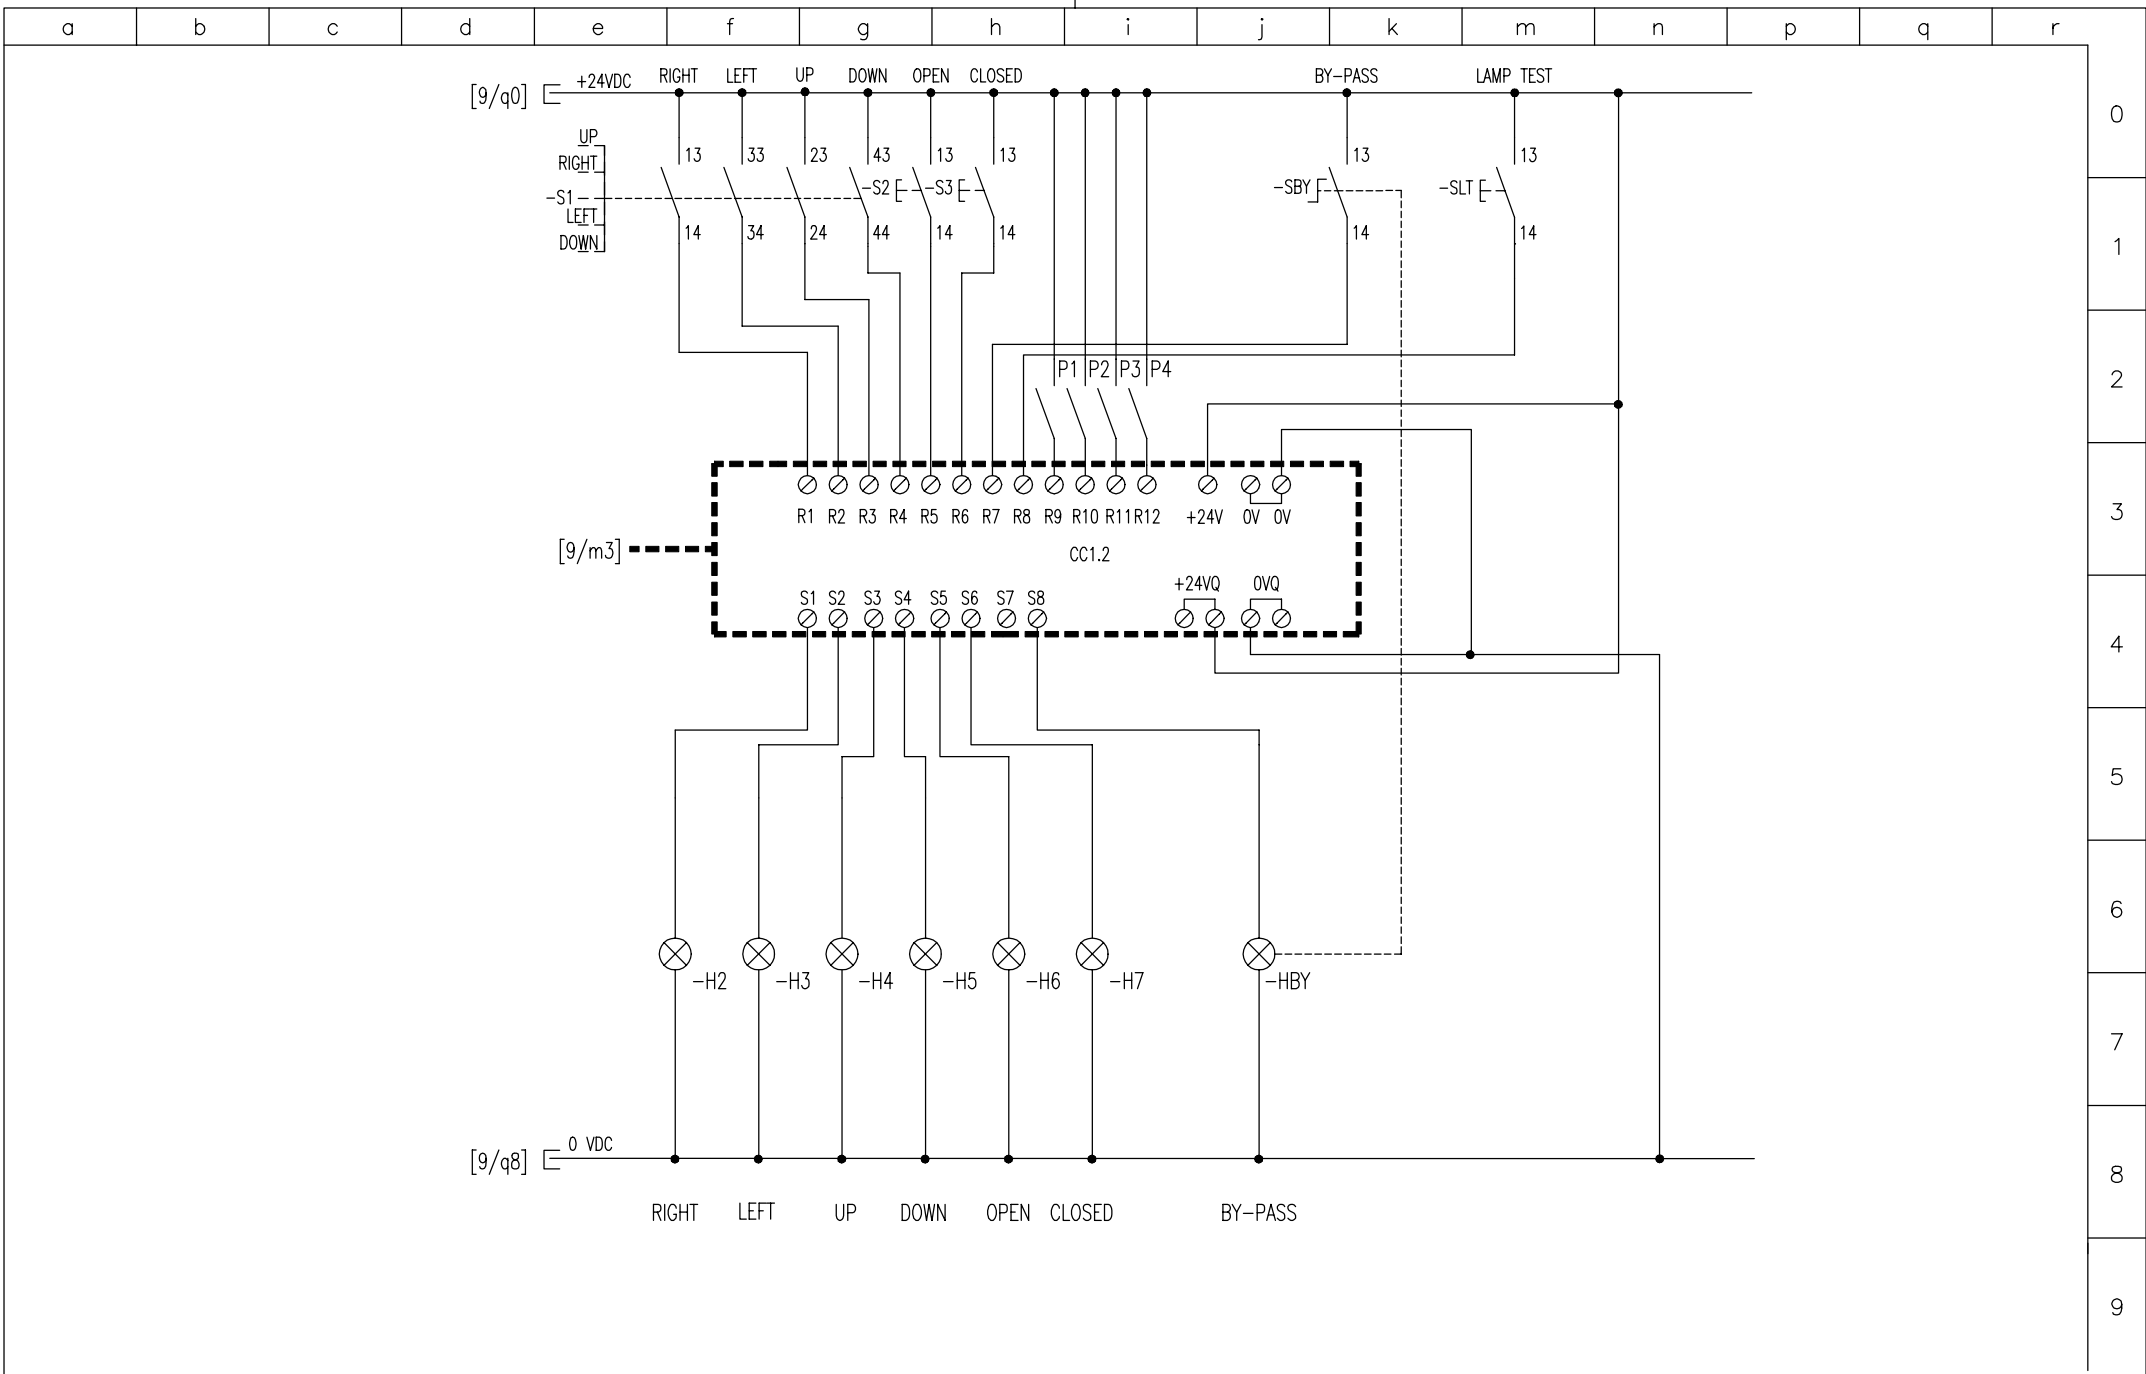 a b c d e f g h i j k m n p q r
[9/q0] +24VDC RIGHT LEFT UP DOWN OPEN CLOSED BY-PASS LAMP TEST
0
UP
RIGHT
13 33 23 43 13 13 13 13
-S1 -S2 -S3 -SBY -SLT
LEFT
DOWN
14 34 24 44 14 14 14 14
1
P1 P2 P3 P4
2
R1 R2 R3 R4 R5 R6 R7 R8 R9 R10 R11 R12 +24V 0V 0V
3
[9/m3]
CC1.2
+24VQ 0VQ
S1 S2 S3 S4 S5 S6 S7 S8
4
5
6
-H2 -H3 -H4 -H5 -H6 -H7 -HBY
7
[9/q8] 0 VDC
8
RIGHT LEFT UP DOWN OPEN CLOSED BY-PASS
9